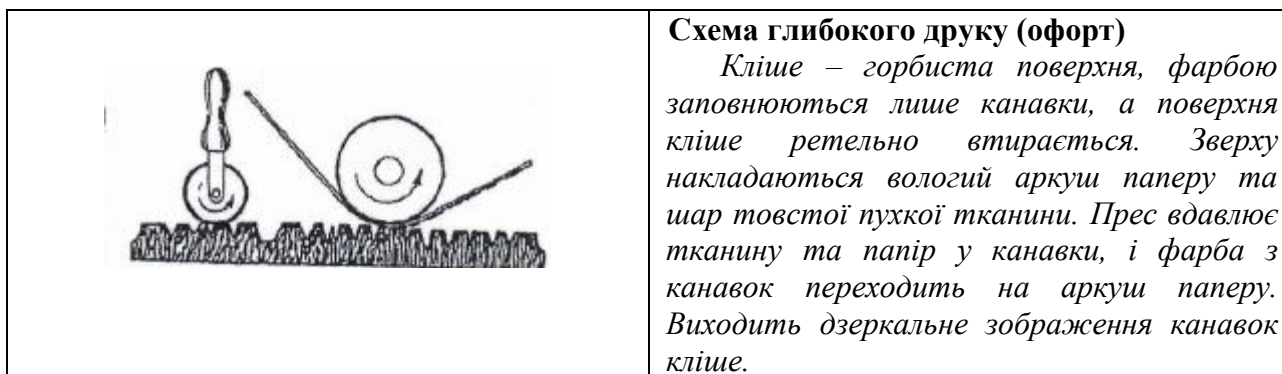 Схема глибокого друку (офорт)
Кліше – горбиста поверхня, фарбою
заповнюються лише канавки, а поверхня
кліше ретельно втирається. Зверху
накладаються вологий аркуш паперу та
шар товстої пухкої тканини. Прес вдавлює
тканину та папір у канавки, і фарба з
канавок переходить на аркуш паперу.
Виходить дзеркальне зображення канавок
кліше.